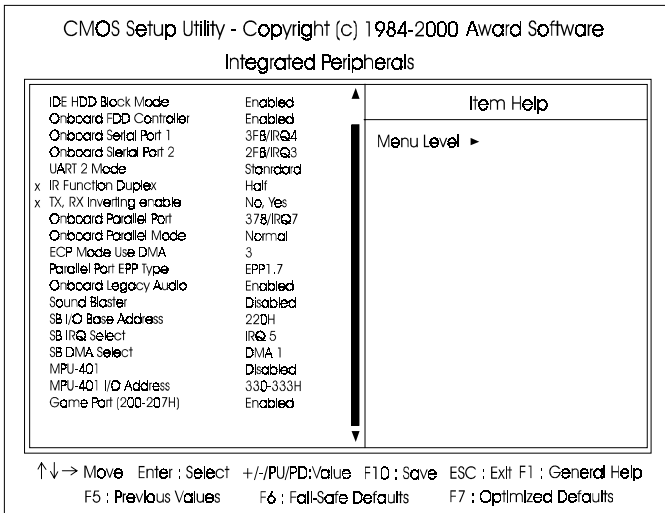 CMOS Setup Utility - Copyright (c) 1984-2000 Award Software
Integrated Peripherals
IDE HDD Block Mode Enabled
Onboard FDD Controller Enabled
Onboard Serial Port 1 3F8/IRQ4
Onboard Slerial Port 2 2F8/IRQ3
UART 2 Mode Stanrdard
x IR Function Duplex Half
x TX, RX Inverting enable No, Yes
Onboard Parallel Port 378/IRQ7
Onboard Parallel Mode Normal
ECP Mode Use DMA 3
Parallel Port EPP Type EPP1.7
Onboard Legacy Audio Enabled
Sound Blaster Disabled
SB I/O Base Address 220H
SB IRQ Select IRQ 5
SB DMA Select DMA 1
MPU-401 Disabled
MPU-401 I/O Address 330-333H
Game Port (200-207H) Enabled
Item Help
Menu Level ►
↑↓→ Move Enter : Select +/-/PU/PD:Value F10 : Save ESC : Exit F1 : General Help
F5 : Previous Values F6 : Fail-Safe Defaults F7 : Optimized Defaults